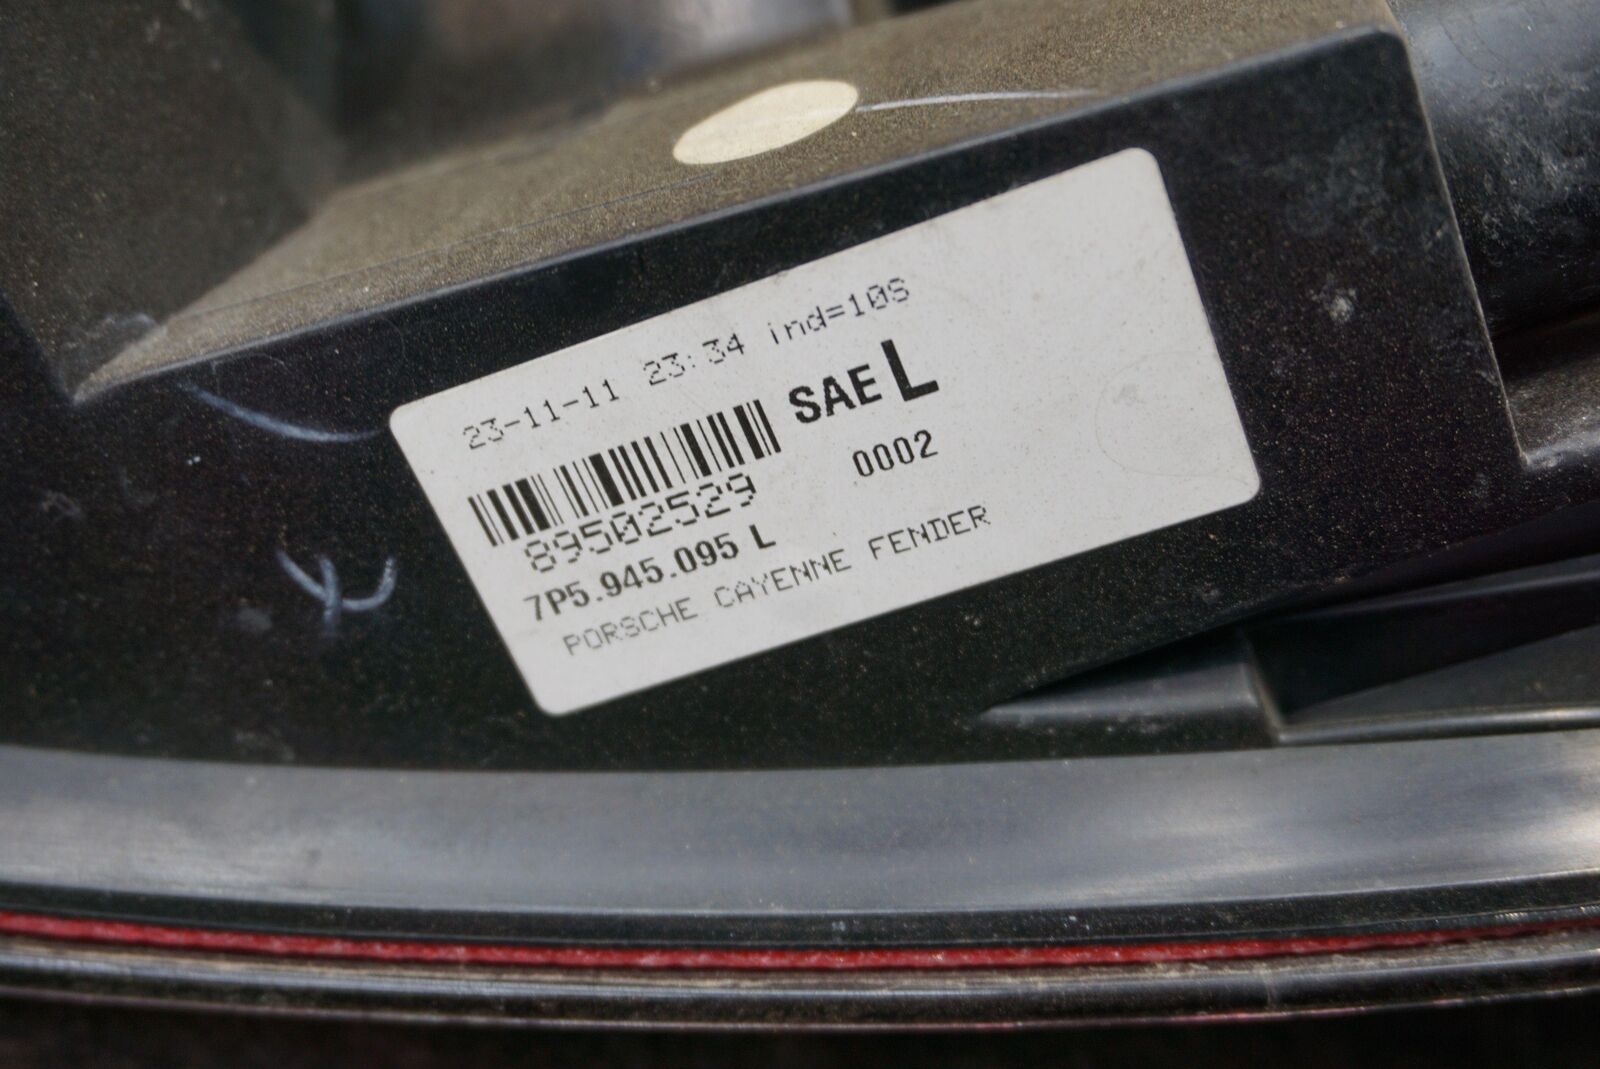 23-11-11 23:34 ind=10S
SAE L
0002
89502529
7P5.945.095 L
PORSCHE CAYENNE FENDER